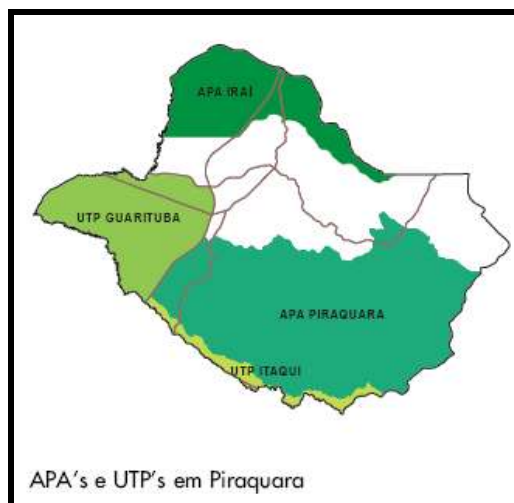 APA IRAÍ
UTP GUARITUBA
APA PIRAQUARA
UTP ITAQUI
APA's e UTP's em Piraquara